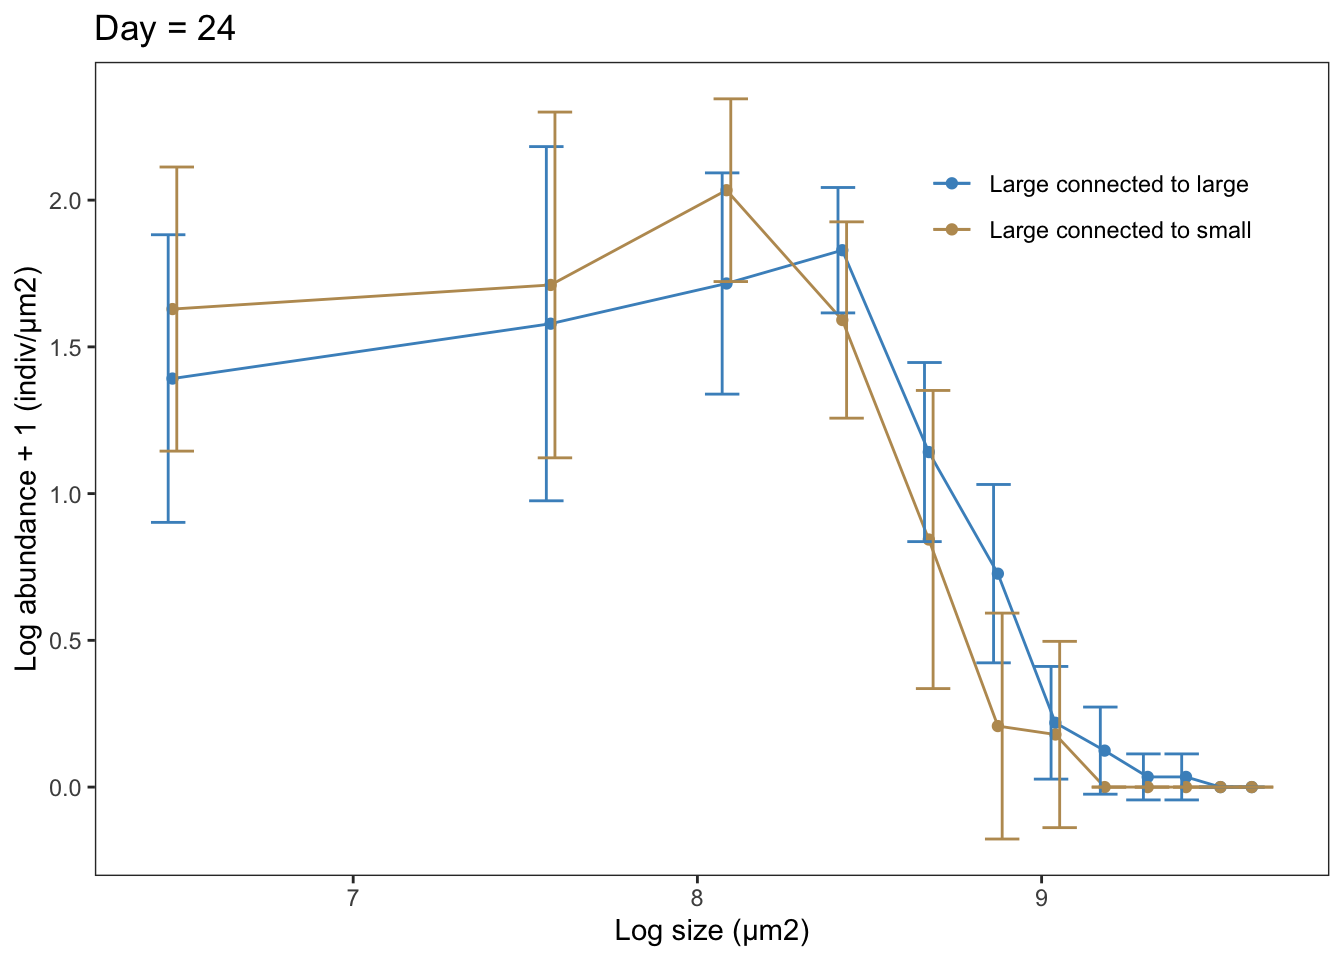 Day = 24
Log abundance + 1 (indiv/μm2)
2.0
1.5
1.0
0.5
0.0
Large connected to large
Large connected to small
7
8
9
Log size (μm2)